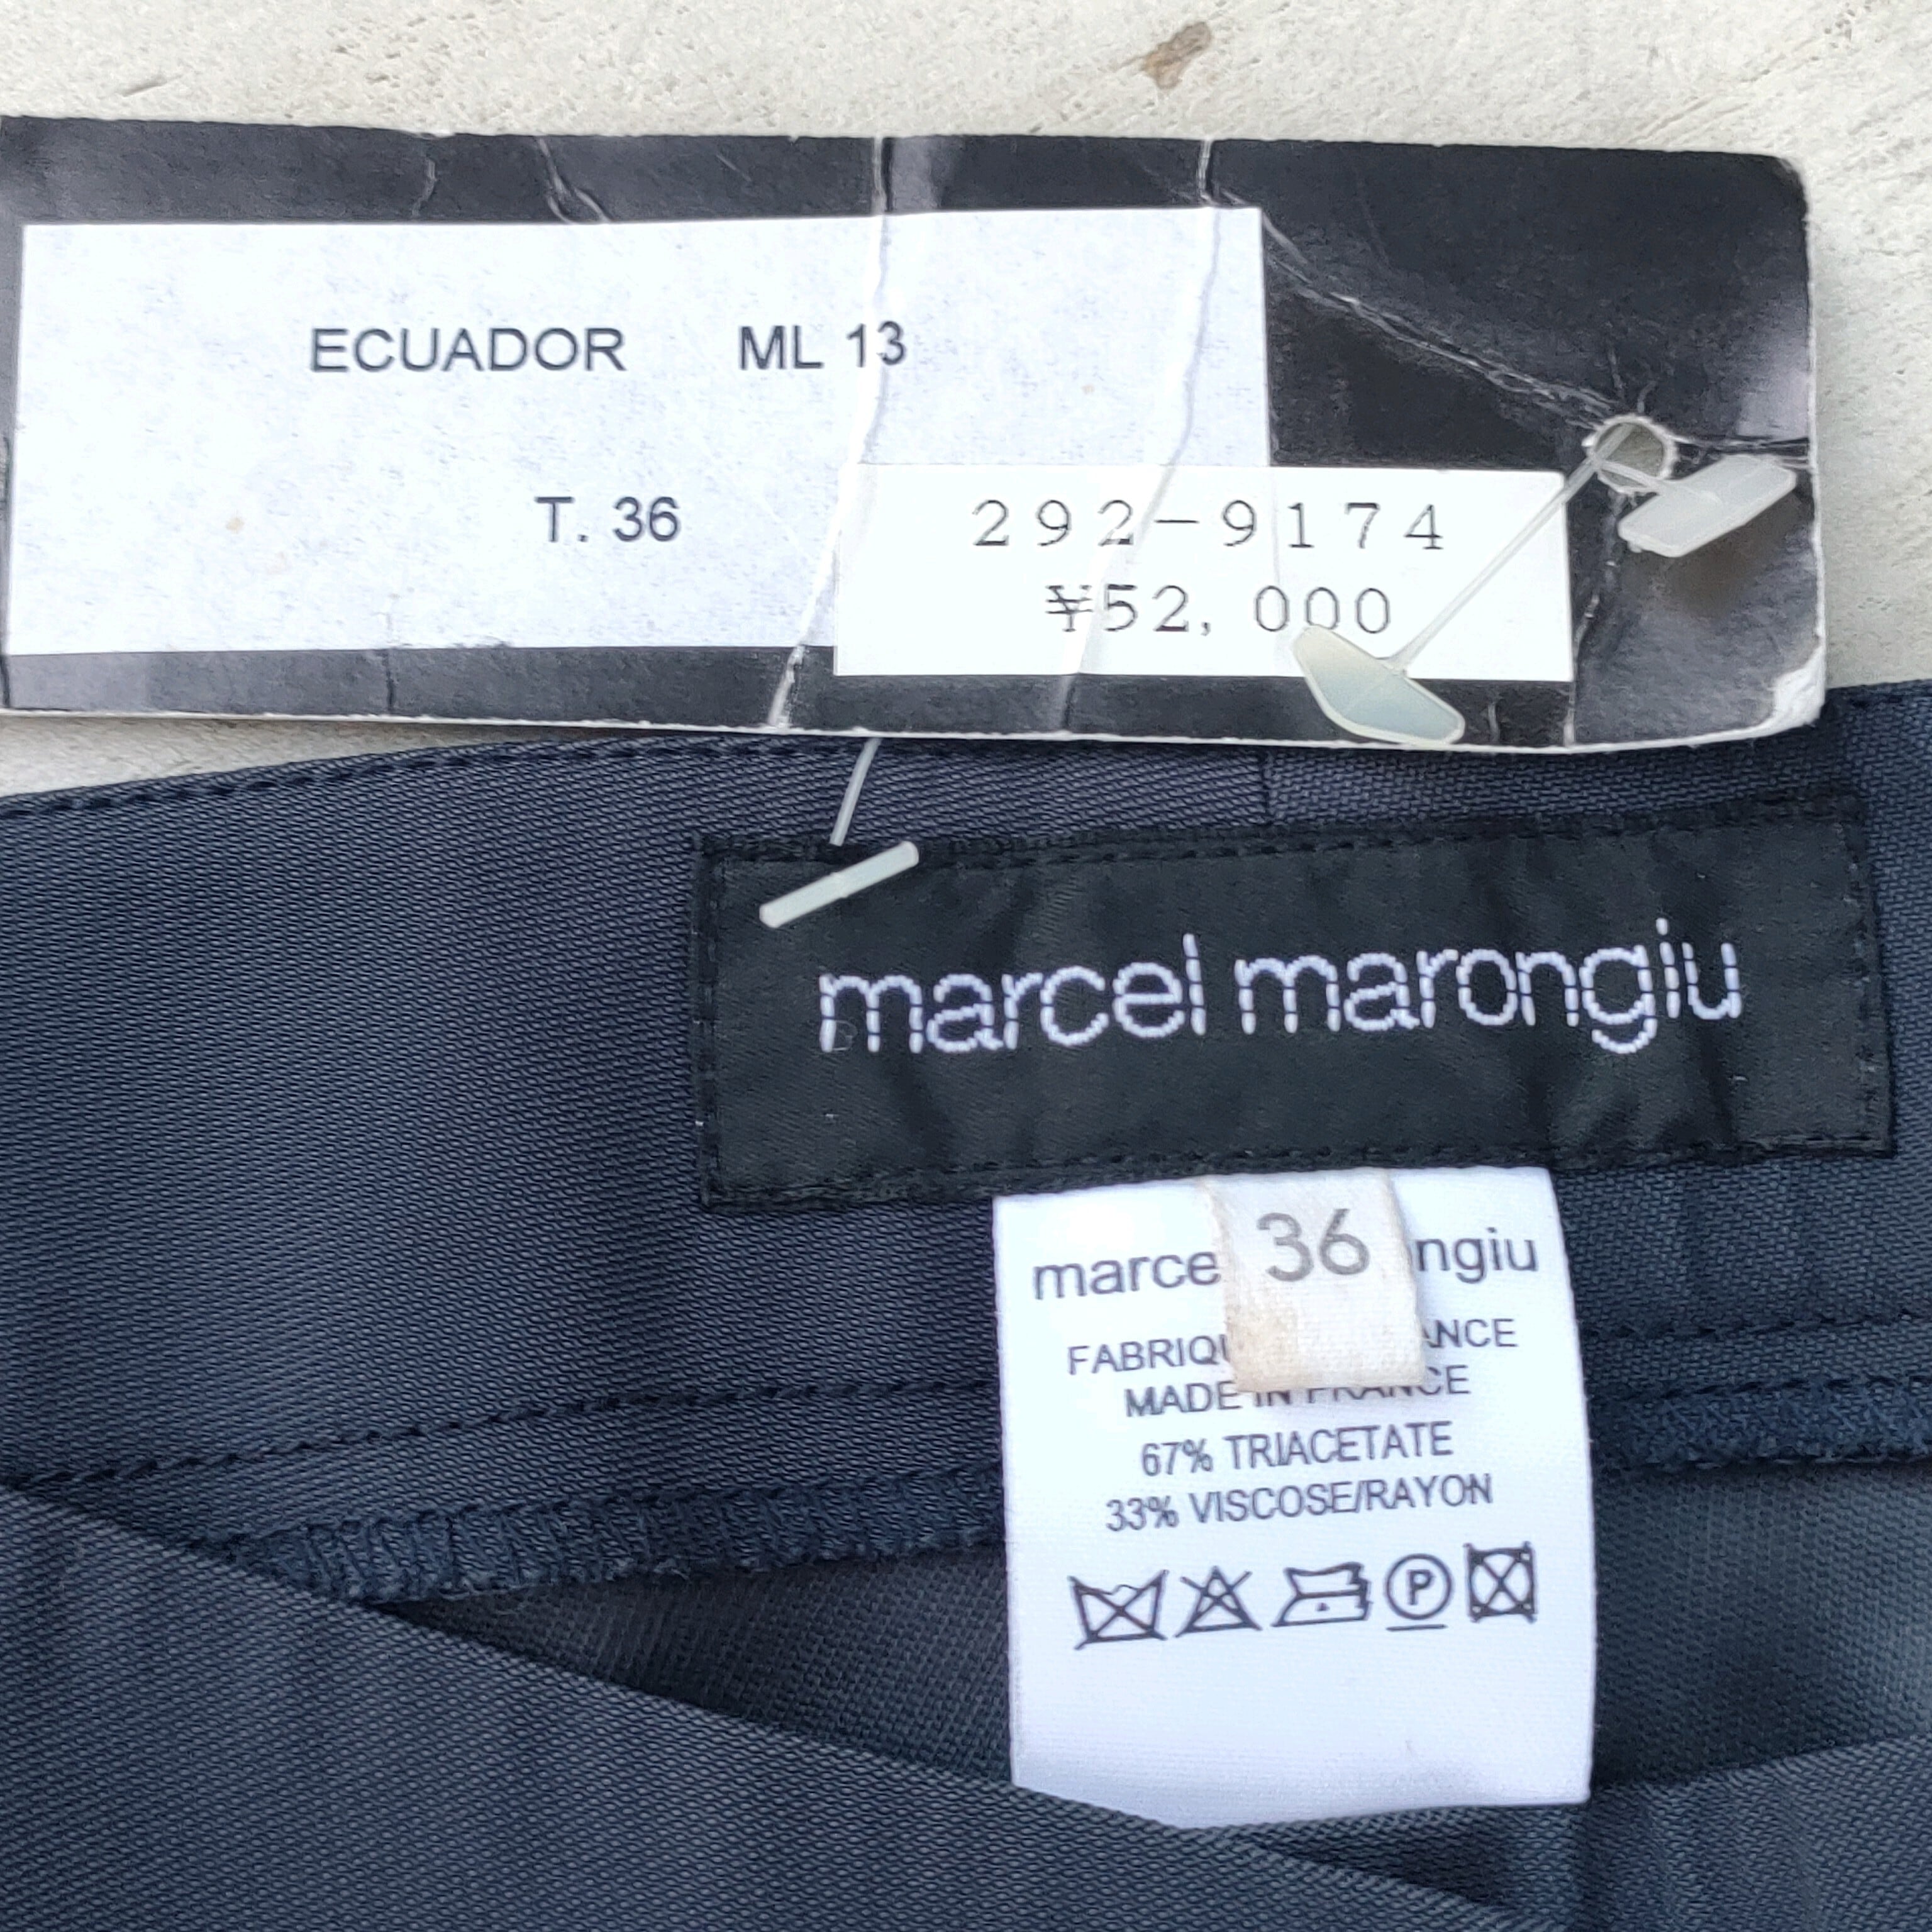 ECUADOR ML 13
T. 36
292-9174
¥52,000
marcel marongiu
36
marce ngiu
FABRIQU ANCE
MADE IN FRANCE
67% TRIACETATE
33% VISCOSE/RAYON
P